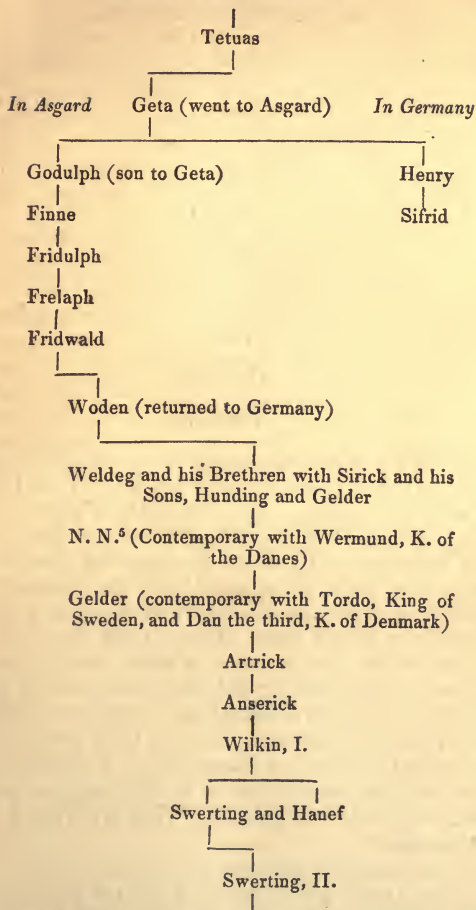 Tetuas
In Asgard Geta (went to Asgard) In Germany
Godulph (son to Geta) Henry
Finne Sifrid
Fridulph
Frelaph
Fridwald
Woden (returned to Germany)
Weldeg and his Brethren with Sirick and his
Sons, Hunding and Gelder
N. N.⁵ (Contemporary with Wermund, K. of
the Danes)
Gelder (contemporary with Tordo, King of
Sweden, and Dan the third, K. of Denmark)
Artrick
Anserick
Wilkin, I.
Swerting and Hanef
Swerting, II.